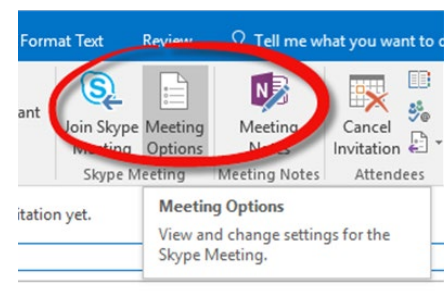 Format Text Review Tell me what you want to
ant
Join Skype Meeting
Meeting Options
Meeting Notes
Cancel Invitation
Skype Meeting Meeting Notes Attendees
itation yet.
Meeting Options
View and change settings for the
Skype Meeting.